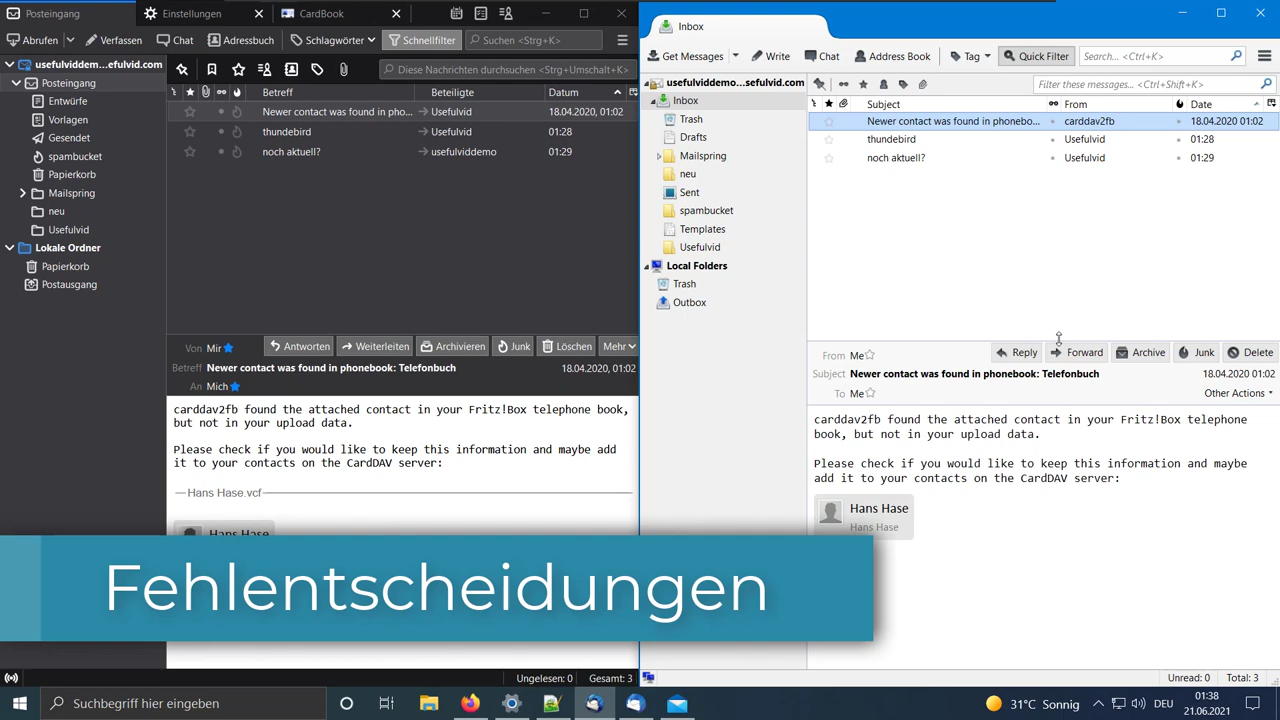 Posteingang
Einstellungen
CardBook
Abrufen
Verfassen
Chat
Adressbuch
Schlagwörter
Schnellfilter
Suchen <Strg+K>
usefulviddem...efulvid.com
Posteingang
Entwürfe
Vorlagen
Gesendet
spambucket
Papierkorb
Mailspring
neu
Usefulvid
Lokale Ordner
Papierkorb
Postausgang
Diese Nachrichten durchsuchen <Strg+Umschalt+K>
Betreff Beteiligte Datum
Newer contact was found in pho... Usefulvid 18.04.2020 01:02
thundebird Usefulvid 01:28
noch aktuell? usefulviddemo 01:29
Von Mir
Antworten
Weiterleiten
Archivieren
Junk
Löschen
Mehr
Betreff Newer contact was found in phonebook: Telefonbuch 18.04.2020, 01:02
An Mich
carddav2fb found the attached contact in your Fritz!Box telephone book,
but not in your upload data.
Please check if you would like to keep this information and maybe add
it to your contacts on the CardDAV server:
Hans Hase.vcf
Hans Hase
Ungelesen: 0 Gesamt: 3
Inbox
Get Messages
Write
Chat
Address Book
Tag
Quick Filter
Search... <Ctrl+K>
usefulviddemo...sefulvid.com
Inbox
Trash
Drafts
Mailspring
neu
Sent
spambucket
Templates
Usefulvid
Local Folders
Trash
Outbox
Filter these messages... <Ctrl+Shift+K>
Subject From Date
Newer contact was found in phonebo... carddav2fb 18.04.2020 01:02
thundebird Usefulvid 01:28
noch aktuell? Usefulvid 01:29
From Me
Reply
Forward
Archive
Junk
Delete
Subject Newer contact was found in phonebook: Telefonbuch 18.04.2020 01:02
To Me Other Actions
carddav2fb found the attached contact in your Fritz!Box telephone
book, but not in your upload data.
Please check if you would like to keep this information and maybe
add it to your contacts on the CardDAV server:
Hans Hase
Hans Hase
Unread: 0 Total: 3
Fehlentscheidungen
Suchbegriff hier eingeben
31°C Sonnig
DEU
01:38
21.06.2021